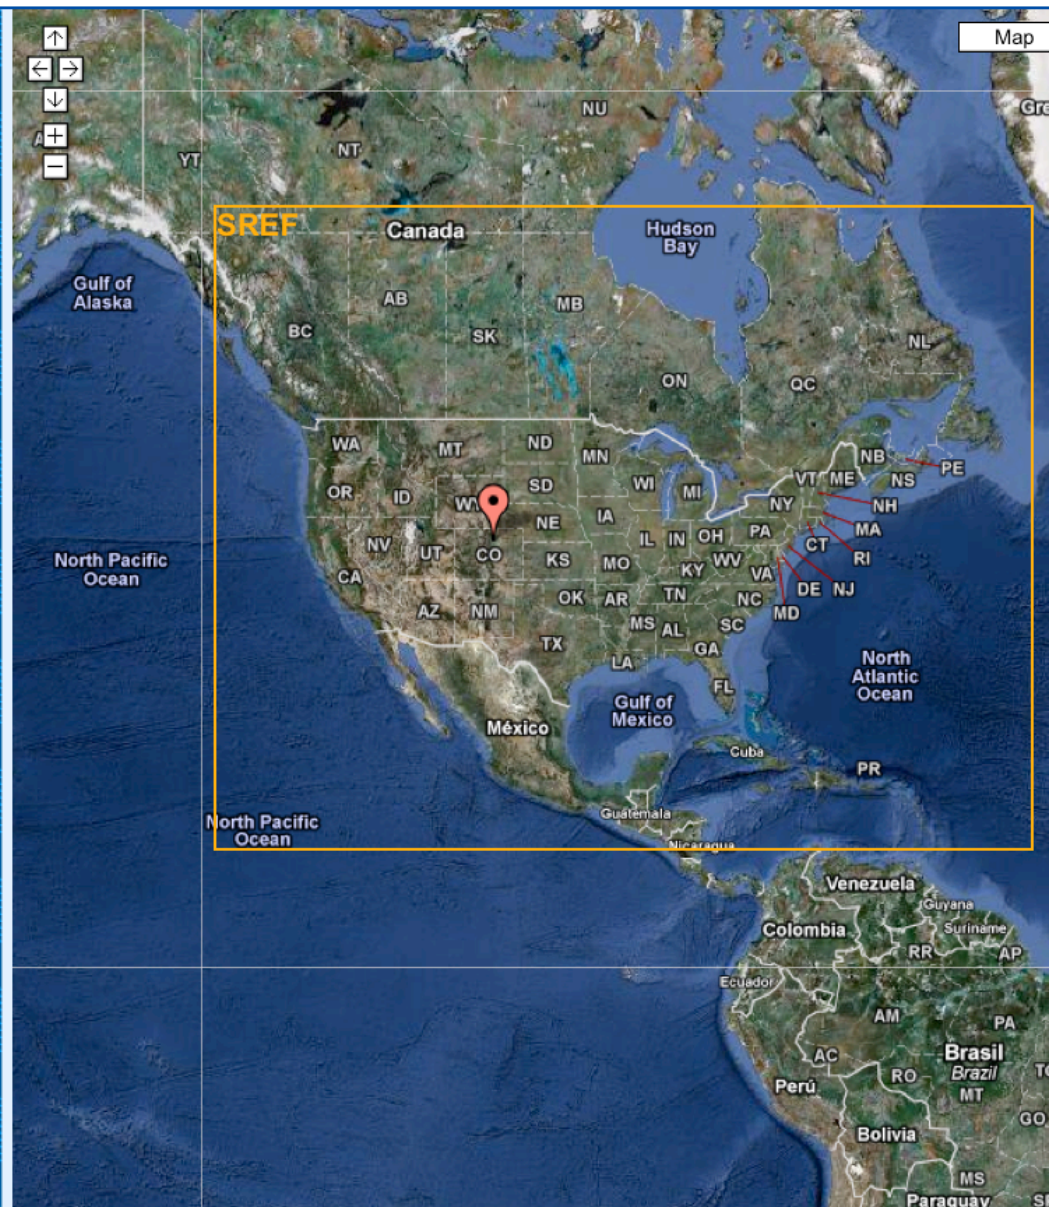 Map
NU
Gre
A
YT
NT
SREF
Canada
Hudson
Bay
Gulf of
Alaska
AB
MB
BC
SK
NL
ON
QC
WA
MT
ND
MN
NB
PE
VT
ME
NS
OR
ID
WY
SD
WI
MI
NY
NH
NE
IA
MA
NV
UT
CO
KS
MO
IL
IN
OH
PA
CT
RI
North Pacific
Ocean
CA
KY
WV
VA
DE
NJ
AZ
NM
OK
AR
TN
NC
MD
TX
MS
AL
SC
GA
LA
FL
North
Atlantic
Ocean
Gulf of
Mexico
México
Cuba
PR
Guatemala
North Pacific
Ocean
Nicaragua
Venezuela
Guyana
Colombia
Suriname
RR
AP
Ecuador
AM
PA
AC
Brasil
Brazil
RO
TO
Perú
MT
GO
Bolivia
MS
Paraguay